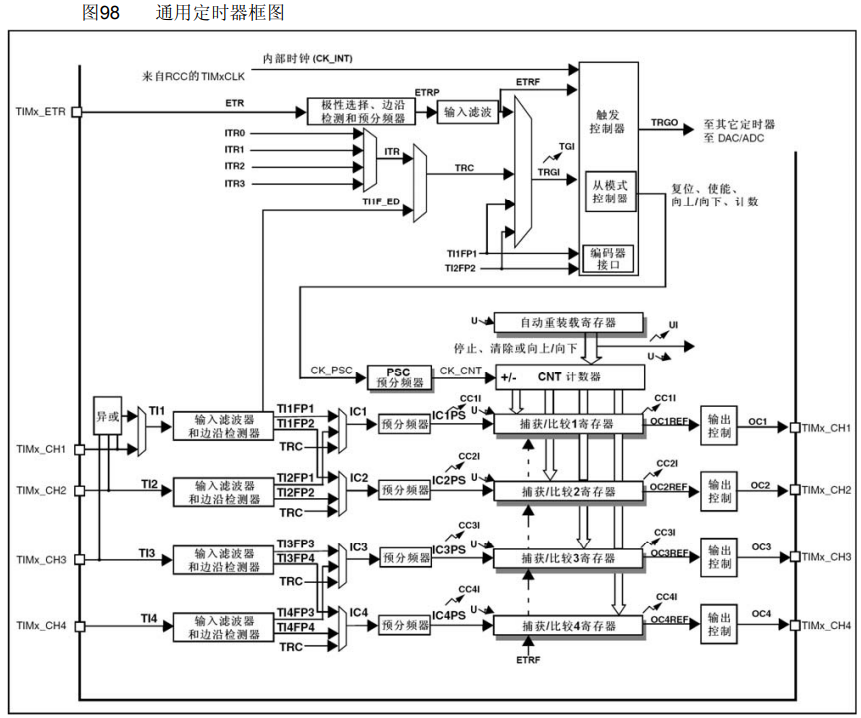 图98 通用定时器框图
内部时钟 (CK_INT)
来自RCC的 TIMxCLK
ETRF
TIMx_ETR
ETR
极性选择、边沿
检测和预分频器
ETRP
输入滤波
触发
控制器
TRGO
至其它定时器
至 DAC/ADC
ITR0
ITR1
ITR2
ITR3
ITR
TRC
TI1F_ED
TGI
TRGI
从模式
控制器
复位、使能、
向上/向下、计数
TI1FP1
TI2FP2
编码器
接口
U
自动重装载寄存器
UI
停止、清除或向上/向下
U
CK_PSC
PSC
预分频器
CK_CNT
+/- CNT 计数器
异或
TI1
输入滤波器
和边沿检测器
TI1FP1
TI1FP2
TRC
IC1
预分频器
CC1I
IC1PS
U
捕获/比较1寄存器
CC1I
OC1REF
输出
控制
OC1
TIMx_CH1
TIMx_CH1
TIMx_CH2
TI2
输入滤波器
和边沿检测器
TI2FP1
TI2FP2
TRC
IC2
预分频器
CC2I
IC2PS
U
捕获/比较2寄存器
CC2I
OC2REF
输出
控制
OC2
TIMx_CH2
TIMx_CH3
TI3
输入滤波器
和边沿检测器
TI3FP3
TI3FP4
TRC
IC3
预分频器
CC3I
IC3PS
U
捕获/比较3寄存器
CC3I
OC3REF
输出
控制
OC3
TIMx_CH3
TIMx_CH4
TI4
输入滤波器
和边沿检测器
TI4FP3
TI4FP4
TRC
IC4
预分频器
CC4I
IC4PS
U
捕获/比较4寄存器
CC4I
OC4REF
输出
控制
OC4
TIMx_CH4
ETRF